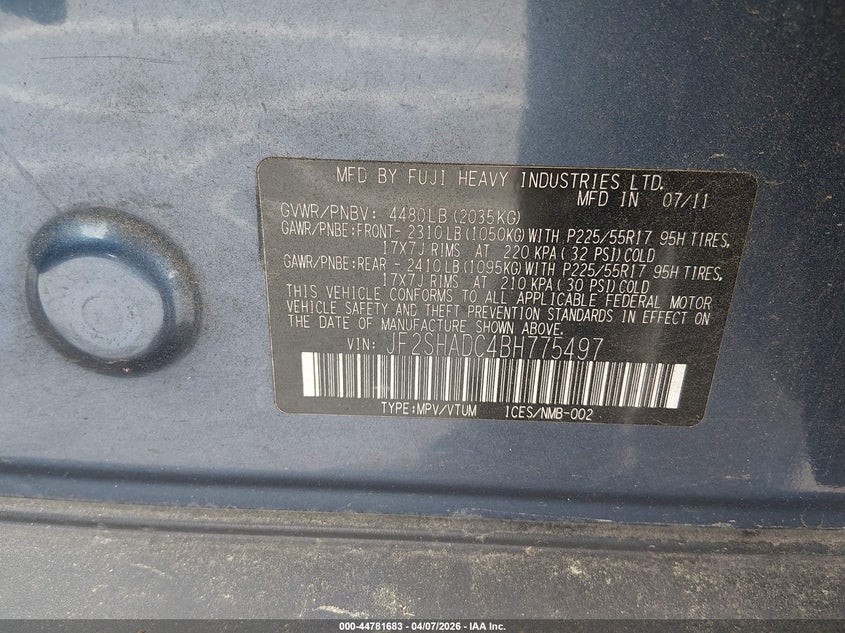 MFD BY FUJI HEAVY INDUSTRIES LTD.
MFD IN 07/11
GVWR/PNBV: 4480LB(2035KG)
GAWR/PNBE:FRONT- 2310LB(1050KG)WITH P225/55R17 95H TIRES,
17X7J RIMS AT 220 KPA(32 PSI)COLD
GAWR/PNBE:REAR - 2410LB(1095KG)WITH P225/55R17 95H TIRES,
17X7J RIMS AT 210 KPA(30 PSI)COLD
THIS VEHICLE CONFORMS TO ALL APPLICABLE FEDERAL MOTOR
VEHICLE SAFETY AND THEFT PREVENTION STANDARDS IN EFFECT ON
THE DATE OF MANUFACTURE SHOWN ABOVE.
VIN: JF2SHADC4BH775497
TYPE:MPV/VTUM 1CES/NMB-002
000-44781683 - 04/07/2026 - IAA Inc.